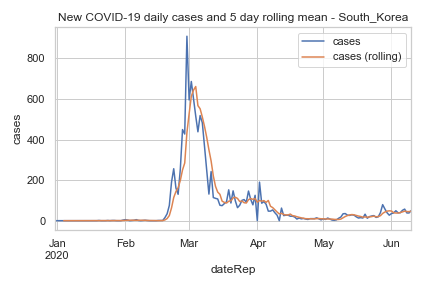 New COVID-19 daily cases and 5 day rolling mean - South_Korea
cases
cases (rolling)
800
600
400
200
0
cases
Jan Feb Mar Apr May Jun
2020
dateRep